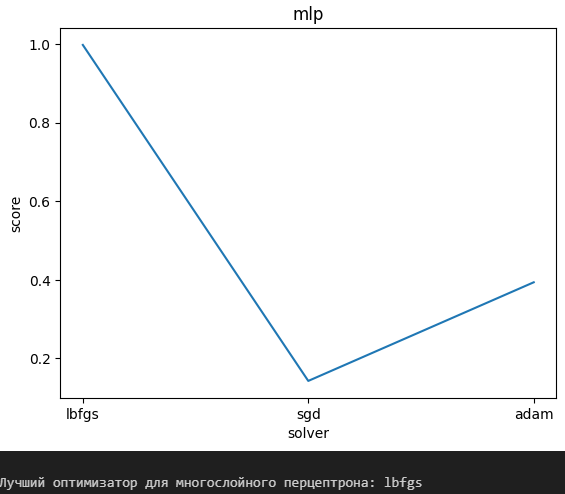 mlp
1.0
0.8
0.6
0.4
0.2
score
lbfgs sgd adam
solver
Лучший оптимизатор для многослойного перцептрона: lbfgs